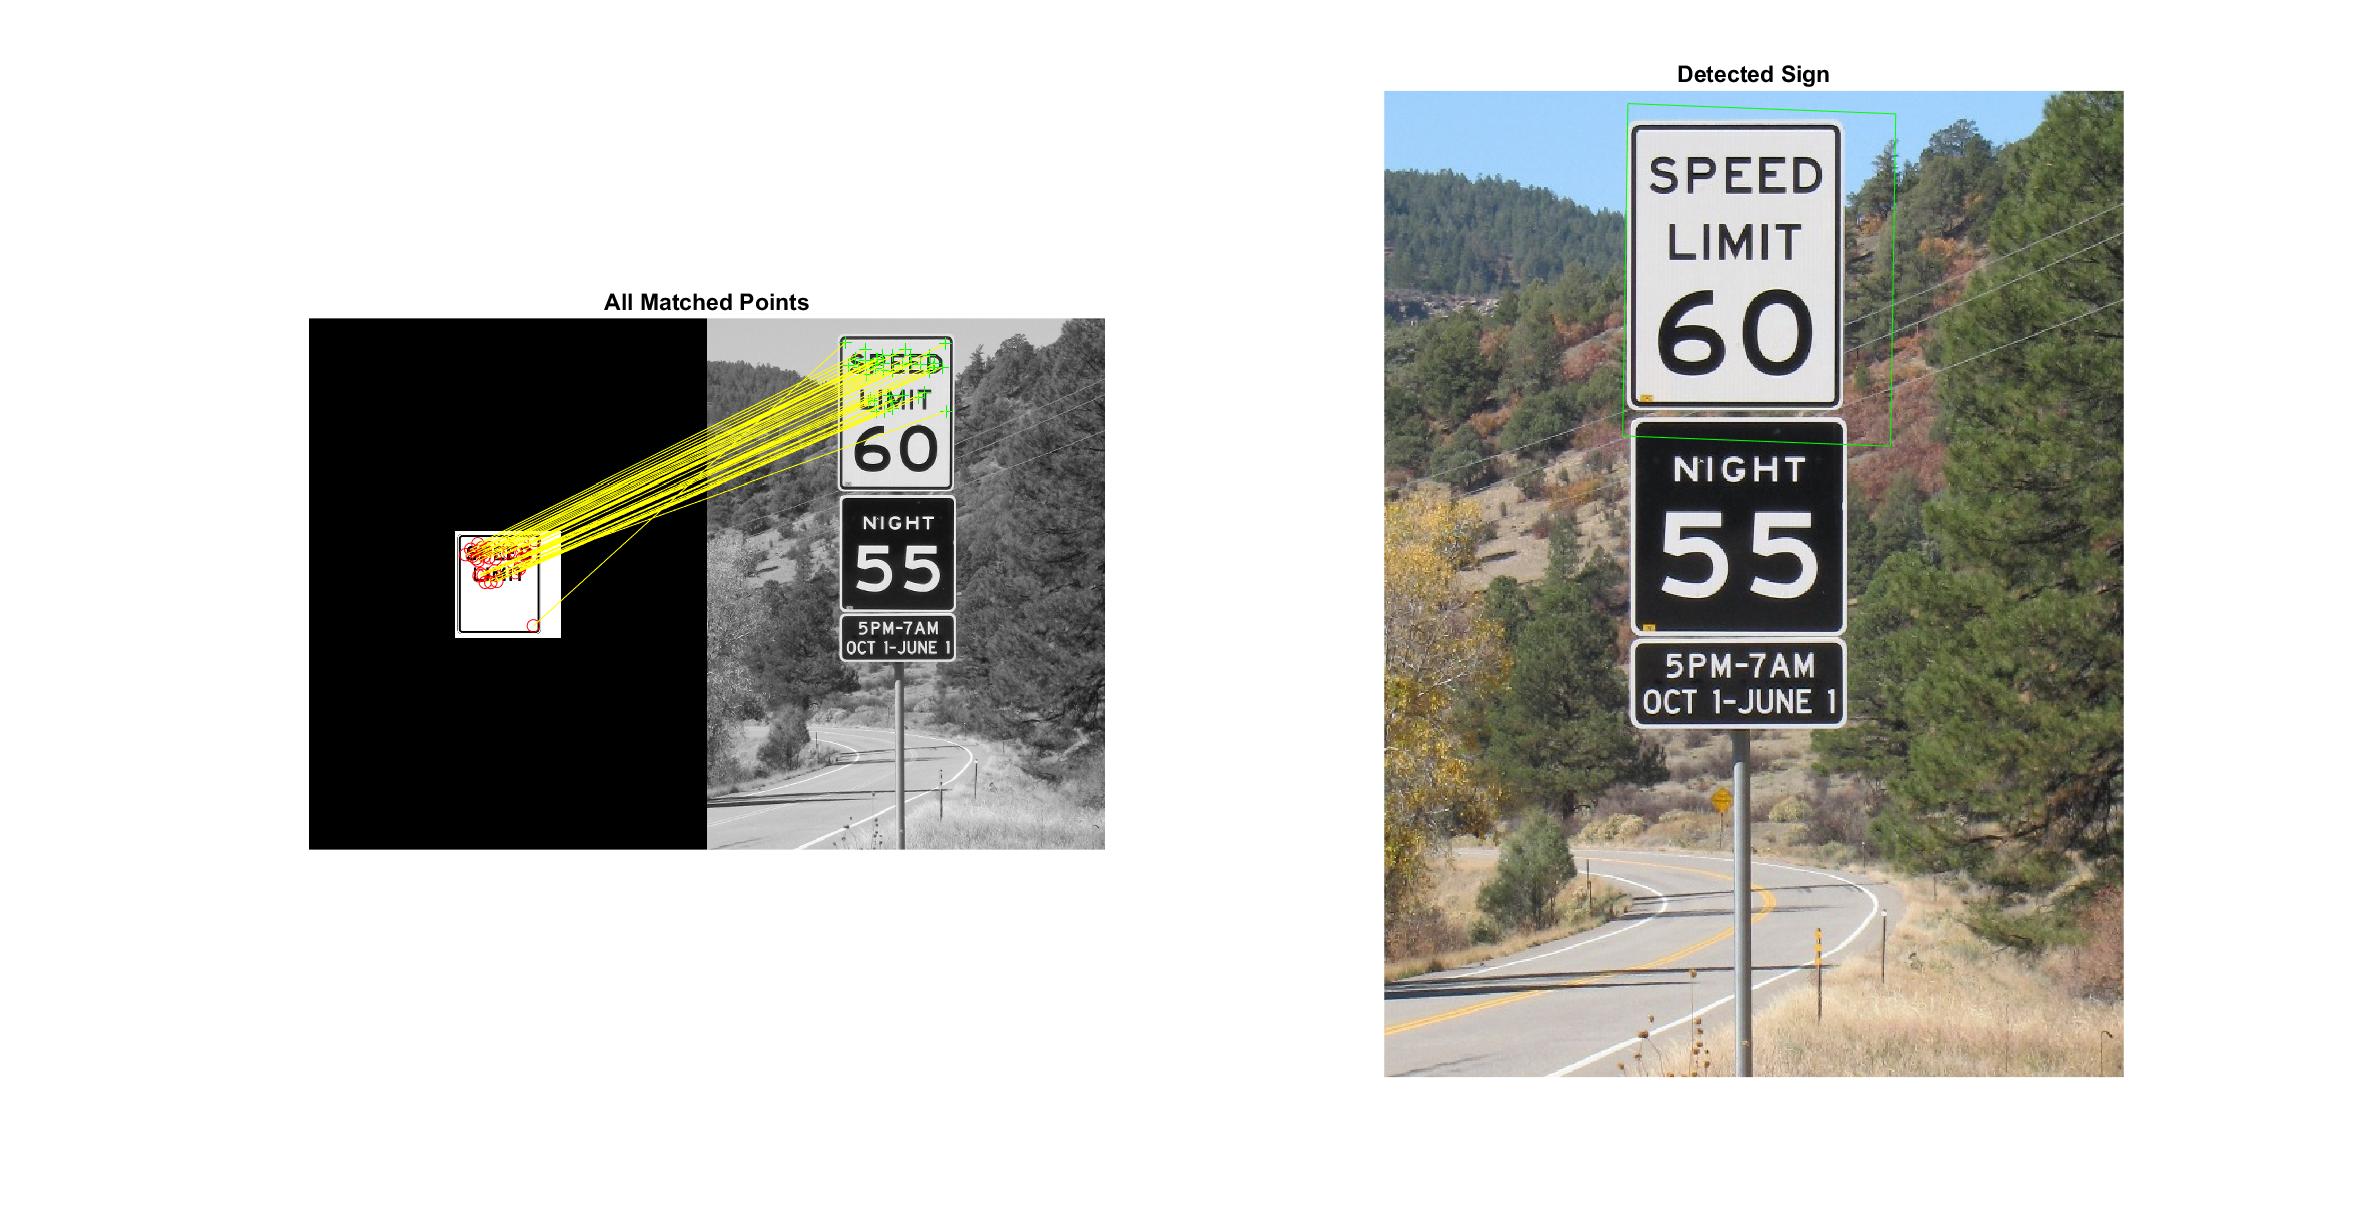 All Matched Points
LIMIT
SPEED
LIMIT
60
NIGHT
55
5PM-7AM
OCT 1-JUNE 1
Detected Sign
SPEED
LIMIT
60
NIGHT
55
5PM-7AM
OCT 1-JUNE 1